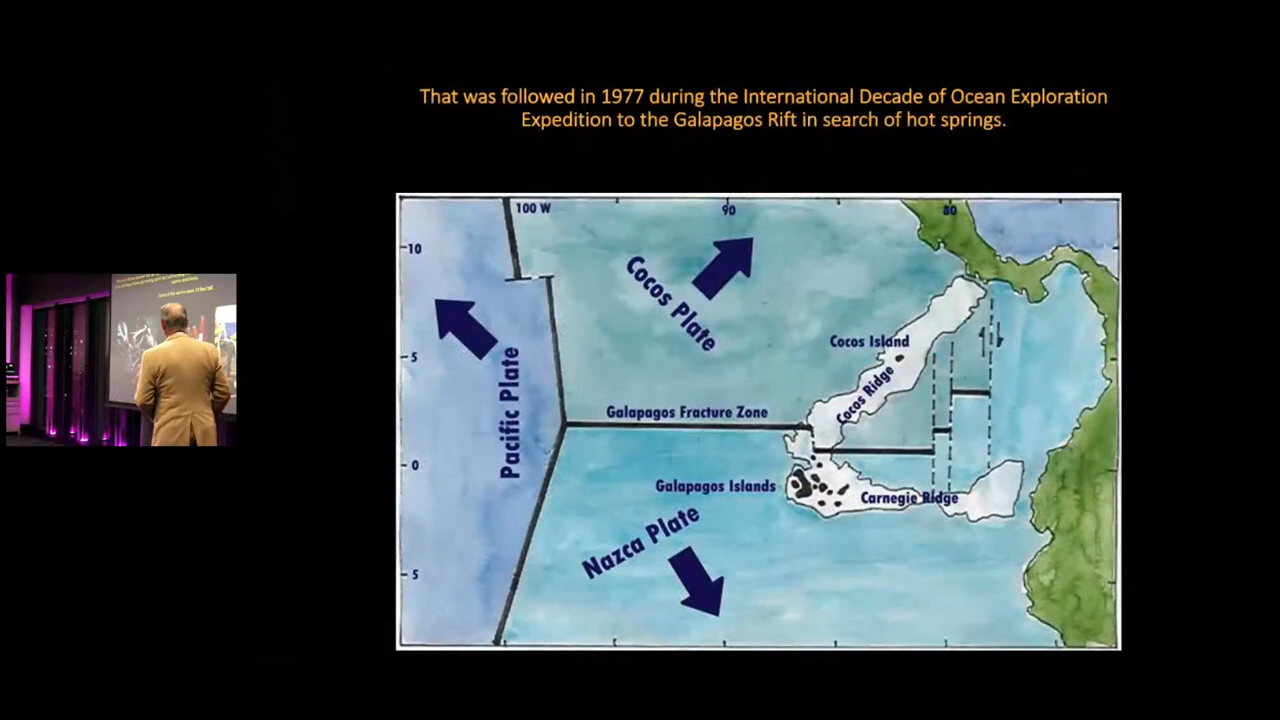 That was followed in 1977 during the International Decade of Ocean Exploration
Expedition to the Galapagos Rift in search of hot springs.
100 W
90
80
10
Cocos Plate
Cocos Island
5
Pacific Plate
Cocos Ridge
Galapagos Fracture Zone
0
Galapagos Islands
Carnegie Ridge
Nazca Plate
5